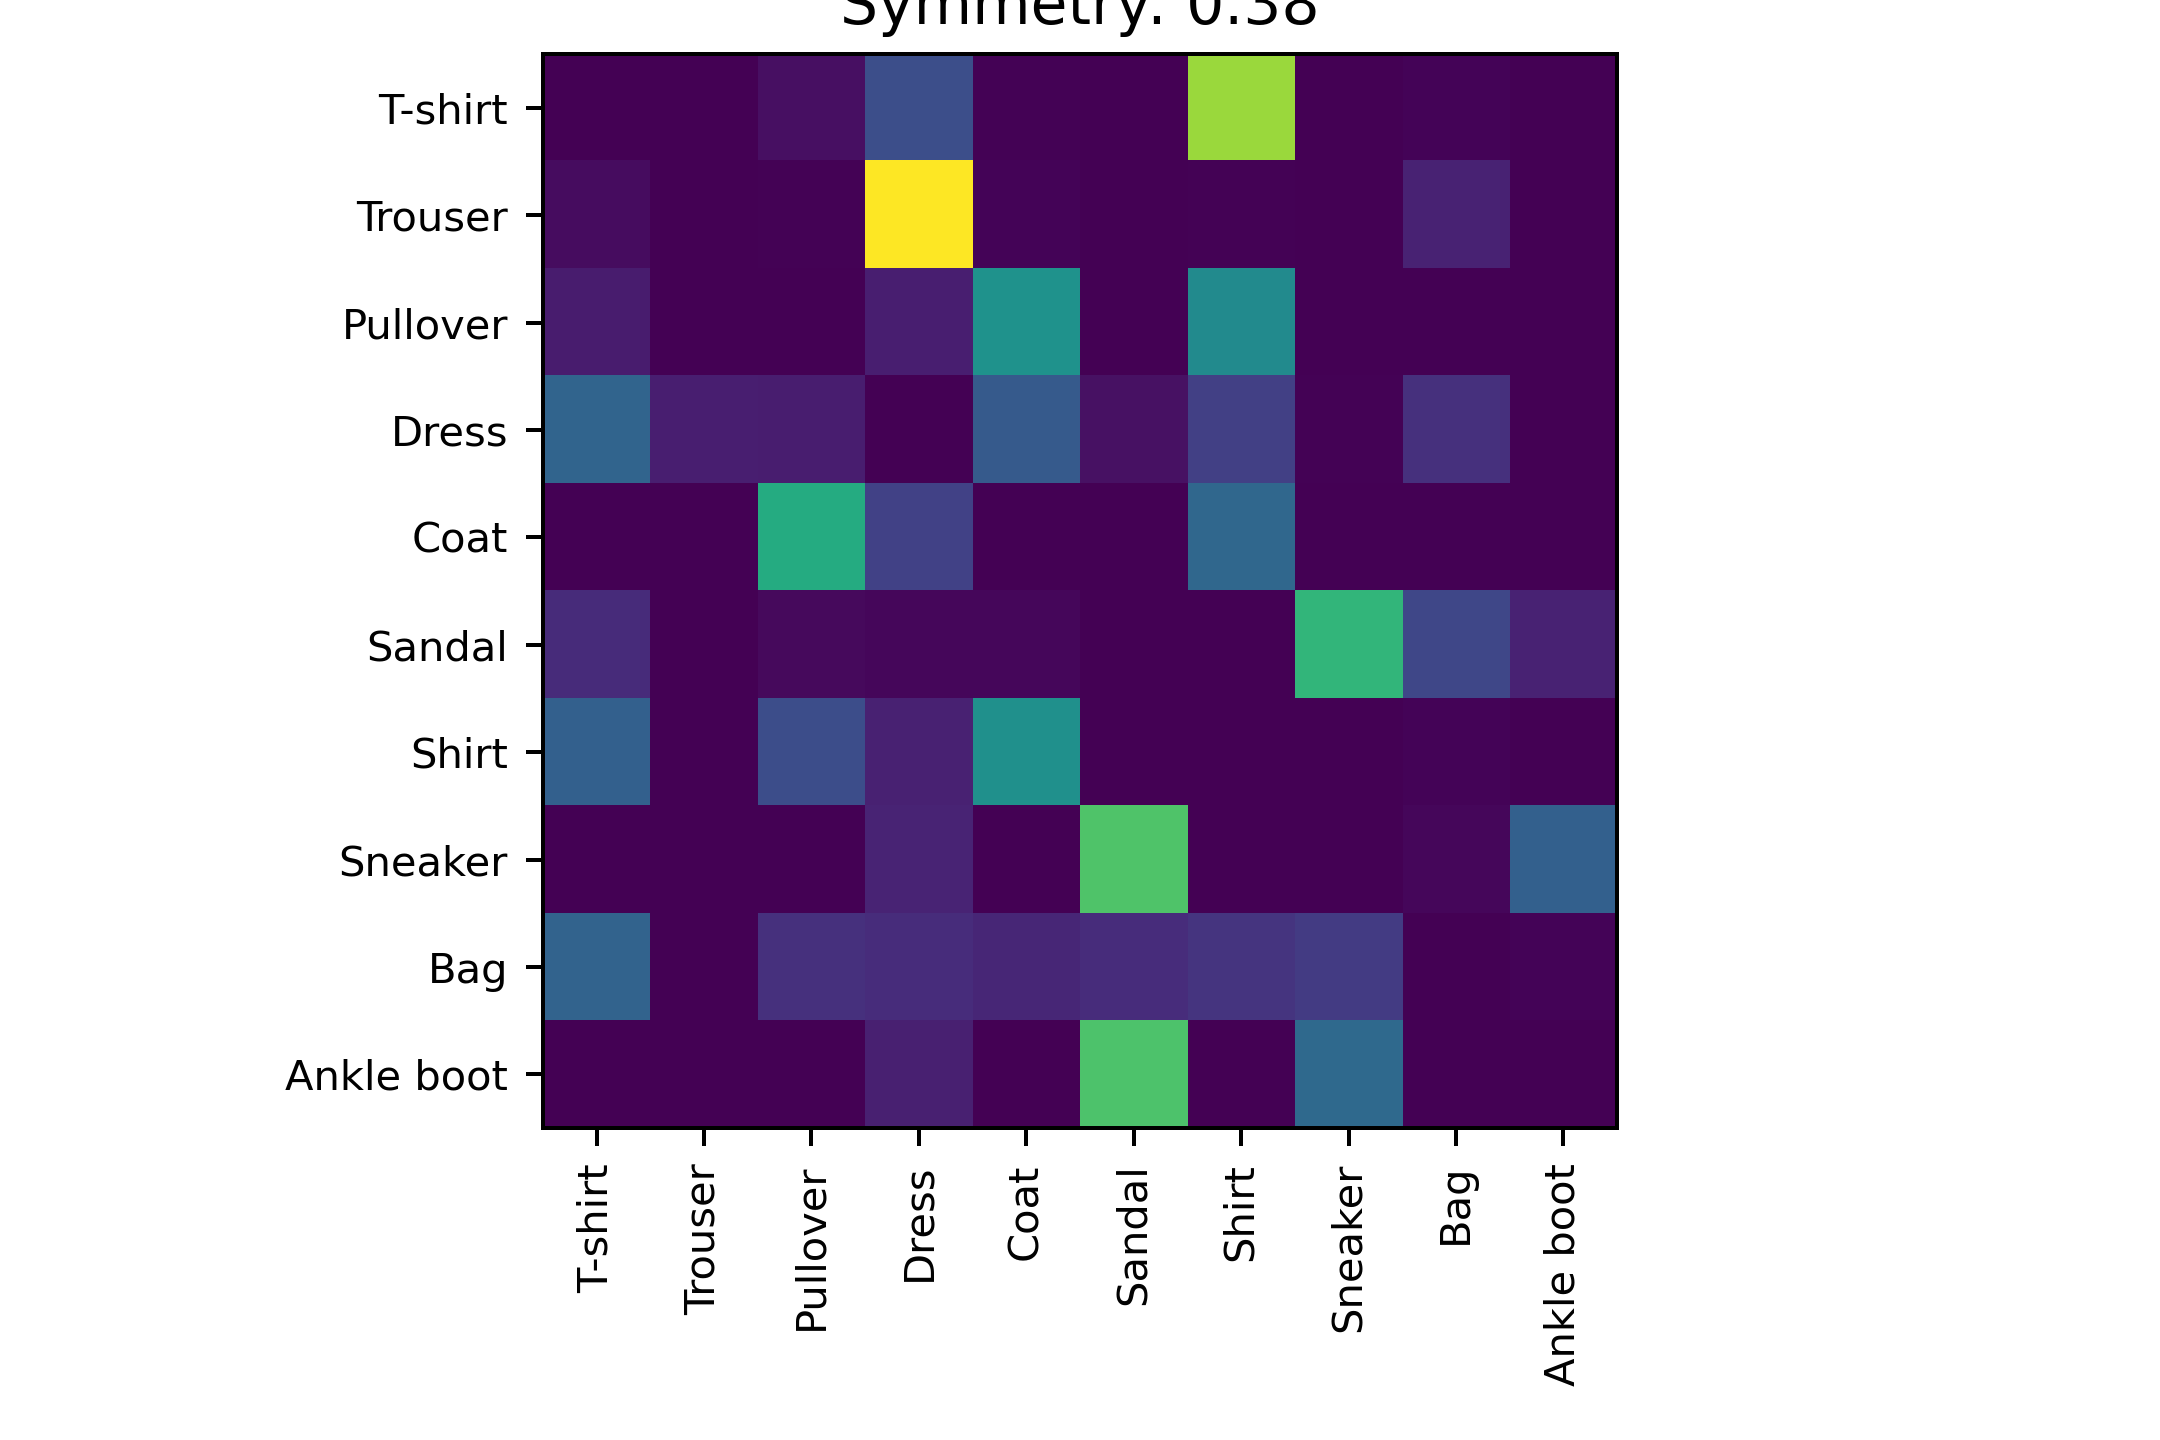 Symmetry: 0.38
T-shirt
Trouser
Pullover
Dress
Coat
Sandal
Shirt
Sneaker
Bag
Ankle boot
T-shirt
Trouser
Pullover
Dress
Coat
Sandal
Shirt
Sneaker
Bag
Ankle boot